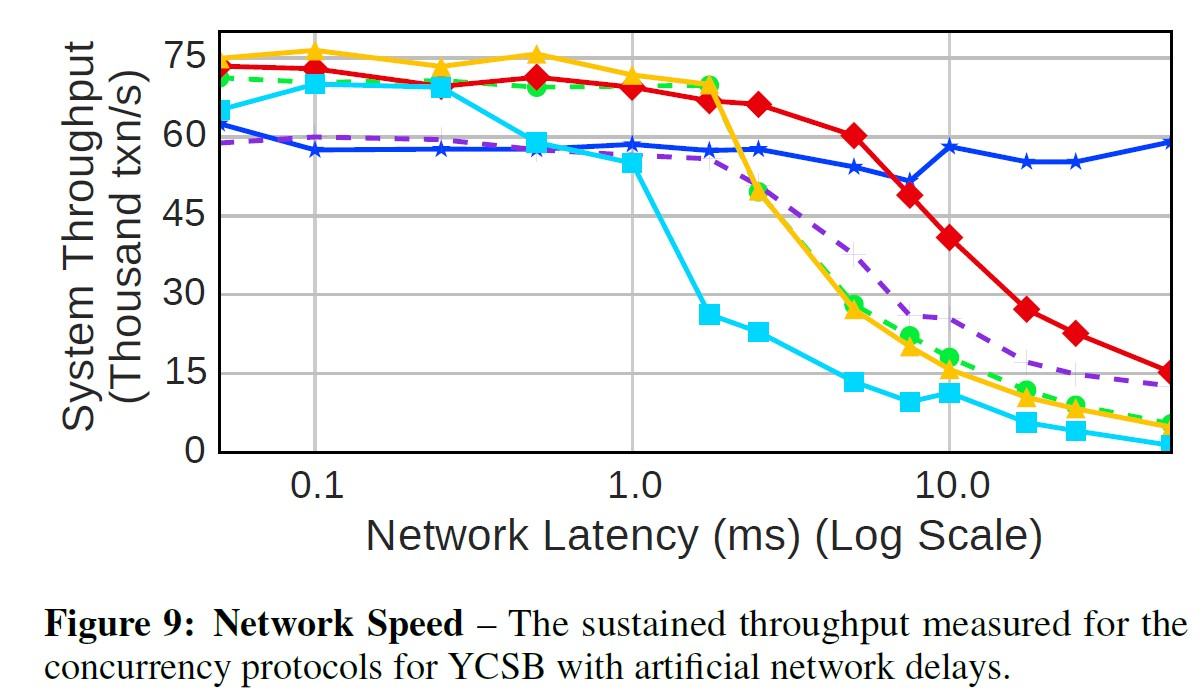 System Throughput
(Thousand txn/s)
75
60
45
30
15
0
0.1 1.0 10.0
Network Latency (ms) (Log Scale)
Figure 9: Network Speed – The sustained throughput measured for the
concurrency protocols for YCSB with artificial network delays.